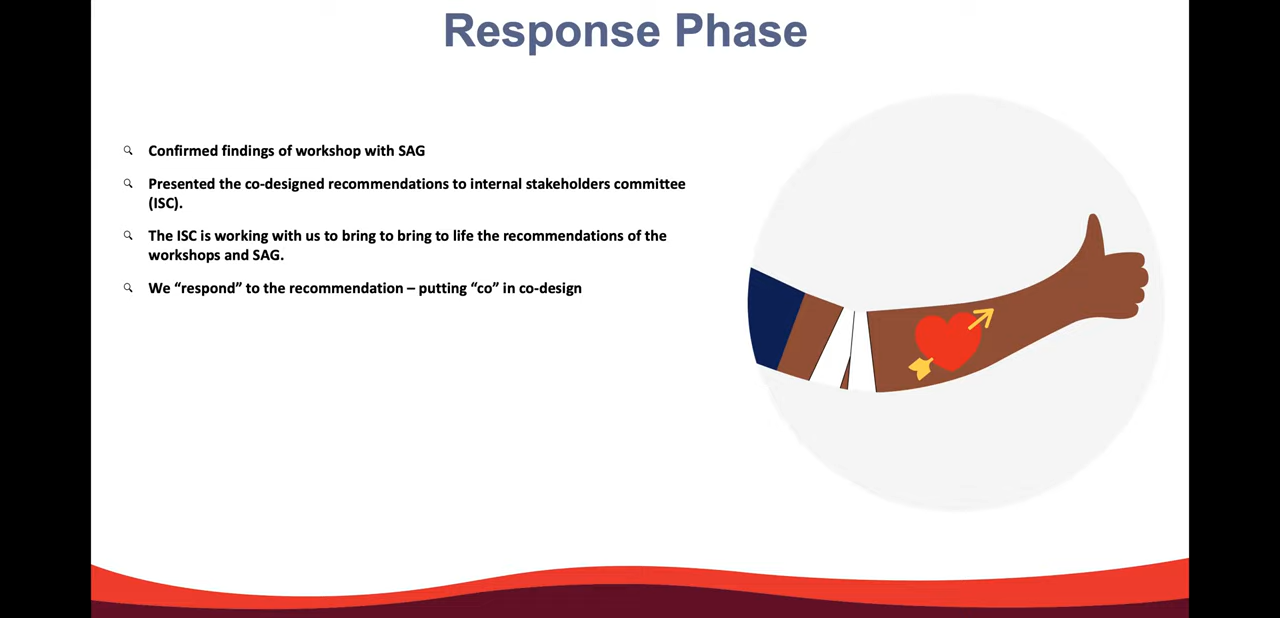 Response Phase
Confirmed findings of workshop with SAG
Presented the co-designed recommendations to internal stakeholders committee
(ISC).
The ISC is working with us to bring to bring to life the recommendations of the
workshops and SAG.
We “respond” to the recommendation – putting “co” in co-design